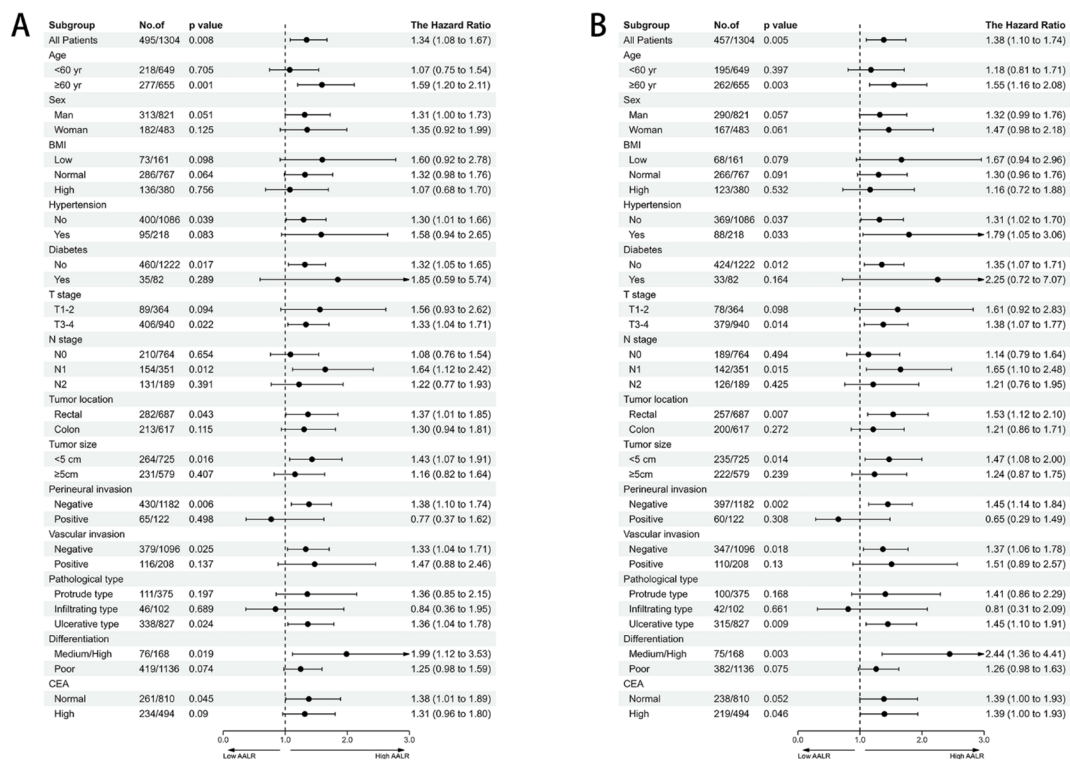 A
Subgroup No.of p value The Hazard Ratio
All Patients 495/1304 0.008 1.34 (1.08 to 1.67)
Age
<60 yr 218/649 0.705 1.07 (0.75 to 1.54)
≥60 yr 277/655 0.001 1.59 (1.20 to 2.11)
Sex
Man 313/821 0.051 1.31 (1.00 to 1.73)
Woman 182/483 0.125 1.35 (0.92 to 1.99)
BMI
Low 73/161 0.098 1.60 (0.92 to 2.78)
Normal 286/767 0.064 1.32 (0.98 to 1.76)
High 136/380 0.756 1.07 (0.68 to 1.70)
Hypertension
No 400/1086 0.039 1.30 (1.01 to 1.66)
Yes 95/218 0.083 1.58 (0.94 to 2.65)
Diabetes
No 460/1222 0.017 1.32 (1.05 to 1.65)
Yes 35/82 0.289 1.85 (0.59 to 5.74)
T stage
T1-2 89/364 0.094 1.56 (0.93 to 2.62)
T3-4 406/940 0.022 1.33 (1.04 to 1.71)
N stage
N0 210/764 0.654 1.08 (0.76 to 1.54)
N1 154/351 0.012 1.64 (1.12 to 2.42)
N2 131/189 0.391 1.22 (0.77 to 1.93)
Tumor location
Rectal 282/687 0.043 1.37 (1.01 to 1.85)
Colon 213/617 0.115 1.30 (0.94 to 1.81)
Tumor size
<5 cm 264/725 0.016 1.43 (1.07 to 1.91)
≥5cm 231/579 0.407 1.16 (0.82 to 1.64)
Perineural invasion
Negative 430/1182 0.006 1.38 (1.10 to 1.74)
Positive 65/122 0.498 0.77 (0.37 to 1.62)
Vascular invasion
Negative 379/1096 0.025 1.33 (1.04 to 1.71)
Positive 116/208 0.137 1.47 (0.88 to 2.46)
Pathological type
Protrude type 111/375 0.197 1.36 (0.85 to 2.15)
Infiltrating type 46/102 0.689 0.84 (0.36 to 1.95)
Ulcerative type 338/827 0.024 1.36 (1.04 to 1.78)
Differentiation
Medium/High 76/168 0.019 1.99 (1.12 to 3.53)
Poor 419/1136 0.074 1.25 (0.98 to 1.59)
CEA
Normal 261/810 0.045 1.38 (1.01 to 1.89)
High 234/494 0.09 1.31 (0.96 to 1.80)
0.0 1.0 2.0 3.0
Low AALR High AALR
B
Subgroup No.of p value The Hazard Ratio
All Patients 457/1304 0.005 1.38 (1.10 to 1.74)
Age
<60 yr 195/649 0.397 1.18 (0.81 to 1.71)
≥60 yr 262/655 0.003 1.55 (1.16 to 2.08)
Sex
Man 290/821 0.057 1.32 (0.99 to 1.76)
Woman 167/483 0.061 1.47 (0.98 to 2.18)
BMI
Low 68/161 0.079 1.67 (0.94 to 2.96)
Normal 266/767 0.091 1.30 (0.96 to 1.76)
High 123/380 0.532 1.16 (0.72 to 1.88)
Hypertension
No 369/1086 0.037 1.31 (1.02 to 1.70)
Yes 88/218 0.033 1.79 (1.05 to 3.06)
Diabetes
No 424/1222 0.012 1.35 (1.07 to 1.71)
Yes 33/82 0.164 2.25 (0.72 to 7.07)
T stage
T1-2 78/364 0.098 1.61 (0.92 to 2.83)
T3-4 379/940 0.014 1.38 (1.07 to 1.77)
N stage
N0 189/764 0.494 1.14 (0.79 to 1.64)
N1 142/351 0.015 1.65 (1.10 to 2.48)
N2 126/189 0.425 1.21 (0.76 to 1.95)
Tumor location
Rectal 257/687 0.007 1.53 (1.12 to 2.10)
Colon 200/617 0.272 1.21 (0.86 to 1.71)
Tumor size
<5 cm 235/725 0.014 1.47 (1.08 to 2.00)
≥5cm 222/579 0.239 1.24 (0.87 to 1.75)
Perineural invasion
Negative 397/1182 0.002 1.45 (1.14 to 1.84)
Positive 60/122 0.308 0.65 (0.29 to 1.49)
Vascular invasion
Negative 347/1096 0.018 1.37 (1.06 to 1.78)
Positive 110/208 0.13 1.51 (0.89 to 2.57)
Pathological type
Protrude type 100/375 0.168 1.41 (0.86 to 2.29)
Infiltrating type 42/102 0.661 0.81 (0.31 to 2.09)
Ulcerative type 315/827 0.009 1.45 (1.10 to 1.91)
Differentiation
Medium/High 75/168 0.003 2.44 (1.36 to 4.41)
Poor 382/1136 0.075 1.26 (0.98 to 1.63)
CEA
Normal 238/810 0.052 1.39 (1.00 to 1.93)
High 219/494 0.046 1.39 (1.00 to 1.93)
0.0 1.0 2.0 3.0
Low AALR High AALR